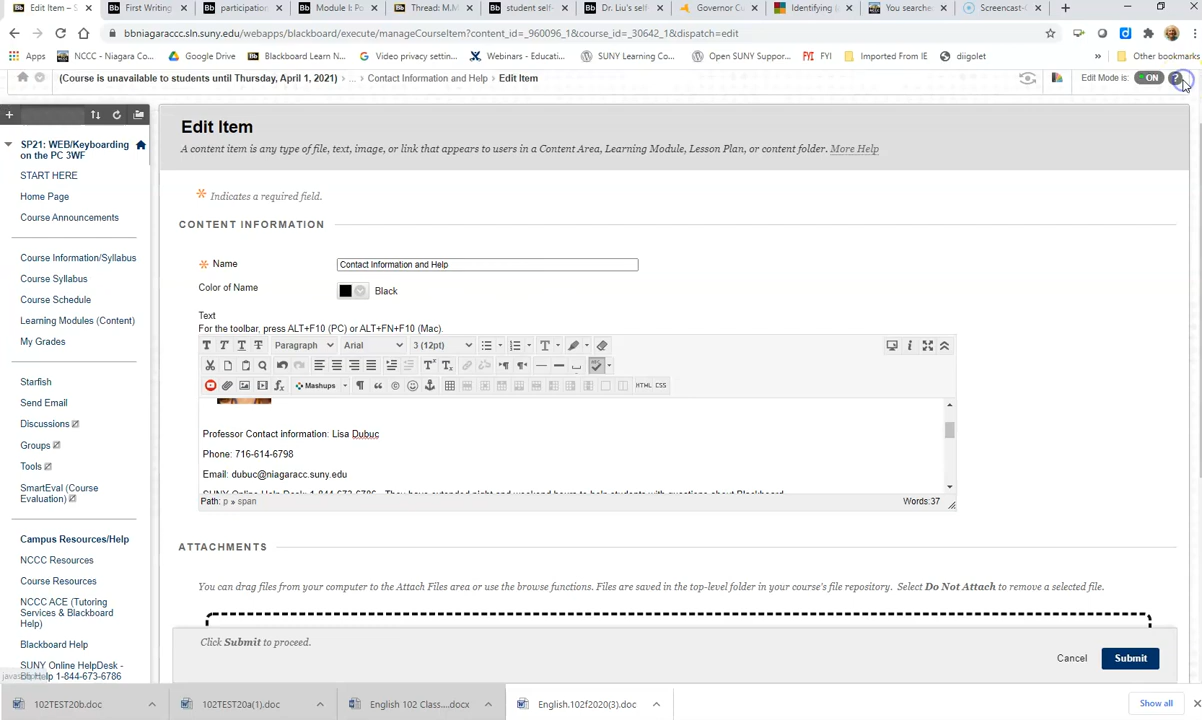 Edit Item –
First Writing
participation
Module I: Po
Thread: M.M
student self-
Dr. Liu's self-
Governor Cu
Identifying i
You searche
Screencast-O
bbniagaraccc.sln.suny.edu/webapps/blackboard/execute/manageCourseItem?content_id=_960096_1&course_id=_30642_1&dispatch=edit
Apps
NCCC - Niagara Co...
Google Drive
Blackboard Learn N...
Video privacy settin...
Webinars - Educati...
SUNY Learning Co...
Open SUNY Suppor...
FYI
Imported From IE
diigolet
»
Other bookmarks
(Course is unavailable to students until Thursday, April 1, 2021) › ... › Contact Information and Help › Edit Item
Edit Mode is: ON ?
SP21: WEB/Keyboarding
on the PC 3WF
START HERE
Home Page
Course Announcements
Course Information/Syllabus
Course Syllabus
Course Schedule
Learning Modules (Content)
My Grades
Starfish
Send Email
Discussions
Groups
Tools
SmartEval (Course
Evaluation)
Campus Resources/Help
NCCC Resources
Course Resources
NCCC ACE (Tutoring
Services & Blackboard
Help)
Blackboard Help
SUNY Online HelpDesk -
Bb Help 1-844-673-6786
Edit Item
A content item is any type of file, text, image, or link that appears to users in a Content Area, Learning Module, Lesson Plan, or content folder. More Help
* Indicates a required field.
CONTENT INFORMATION
* Name
Contact Information and Help
Color of Name
Black
Text
For the toolbar, press ALT+F10 (PC) or ALT+FN+F10 (Mac).
T T T T Paragraph Arial 3 (12pt)
Mashups
HTML CSS
Professor Contact information: Lisa Dubuc
Phone: 716-614-6798
Email: dubuc@niagaracc.suny.edu
SUNY Online Help Desk: 1-844-673-6786 - They have extended night and weekend hours to help students with questions about Blackboard
Path: p » span
Words:37
ATTACHMENTS
You can drag files from your computer to the Attach Files area or use the browse functions. Files are saved in the top-level folder in your course's file repository. Select Do Not Attach to remove a selected file.
Click Submit to proceed.
Cancel
Submit
102TEST20b.doc
102TEST20a(1).doc
English 102 Class....docx
English.102f2020(3).doc
Show all